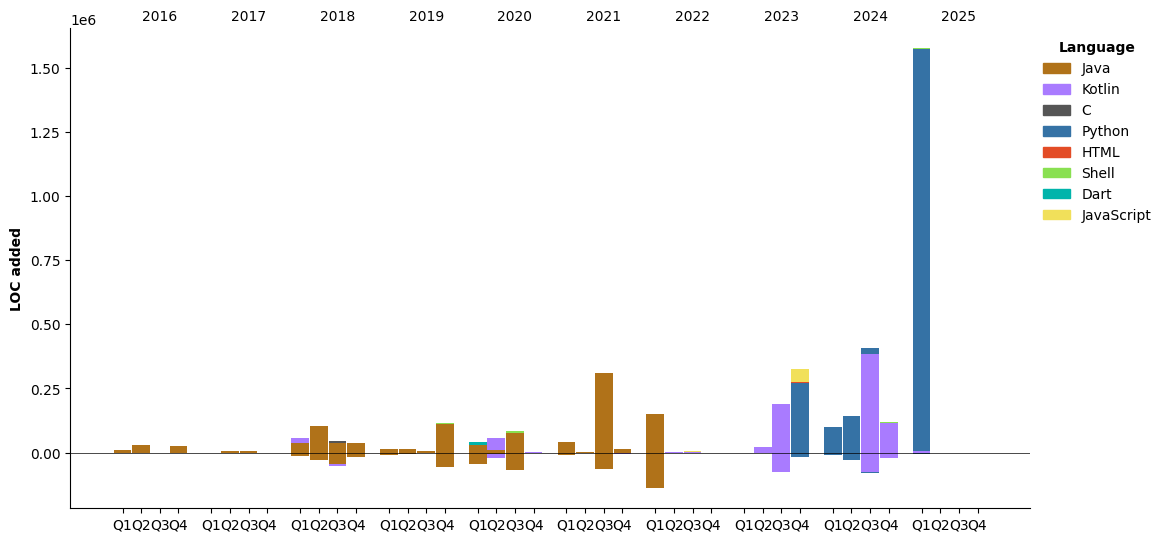 1e6
2016 2017 2018 2019 2020 2021 2022 2023 2024 2025
LOC added
1.50
1.25
1.00
0.75
0.50
0.25
0.00
Q1Q2Q3Q4 Q1Q2Q3Q4 Q1Q2Q3Q4 Q1Q2Q3Q4 Q1Q2Q3Q4 Q1Q2Q3Q4 Q1Q2Q3Q4 Q1Q2Q3Q4 Q1Q2Q3Q4 Q1Q2Q3Q4
Language
Java
Kotlin
C
Python
HTML
Shell
Dart
JavaScript